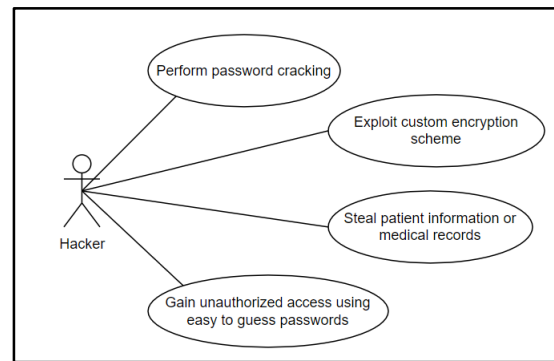 Perform password cracking
Exploit custom encryption
scheme
Steal patient information or
medical records
Hacker
Gain unauthorized access using
easy to guess passwords